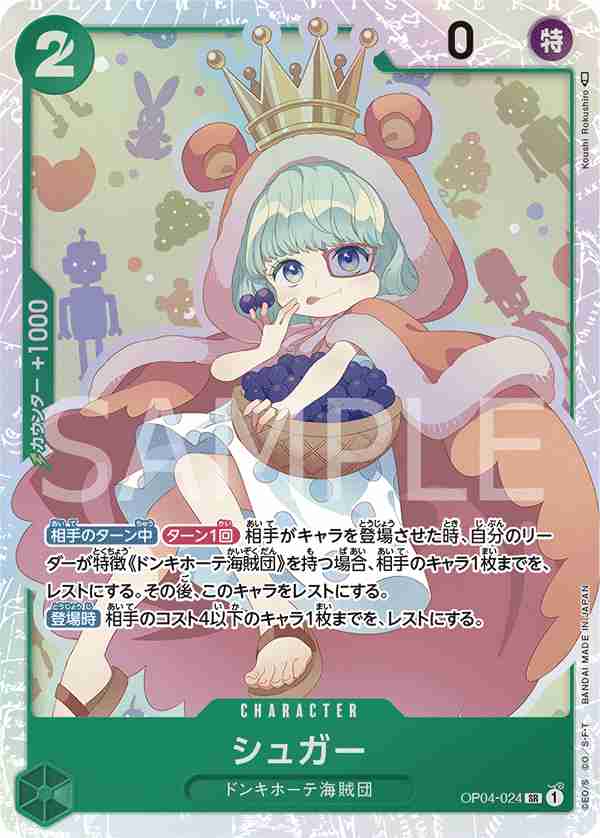 2
0
特
Koushi Rokushiro
カウンター +1000
SAMPLE
相手のターン中 ターン1回 相手がキャラを登場させた時、自分のリー
ダーが特徴《ドンキホーテ海賊団》を持つ場合、相手のキャラ1枚までを、
レストにする。その後、このキャラをレストにする。
登場時 相手のコスト4以下のキャラ1枚までを、レストにする。
CHARACTER
シュガー
ドンキホーテ海賊団
OP04-024 SR 1
©EO/S ©O/S・F・T BANDAI MADE IN JAPAN